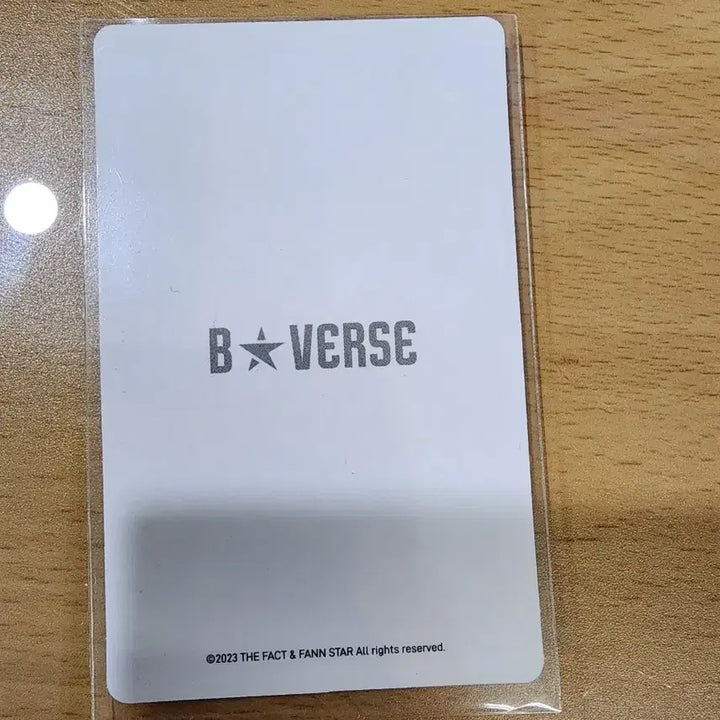 B★VERSE
©2023 THE FACT & FANN STAR All rights reserved.